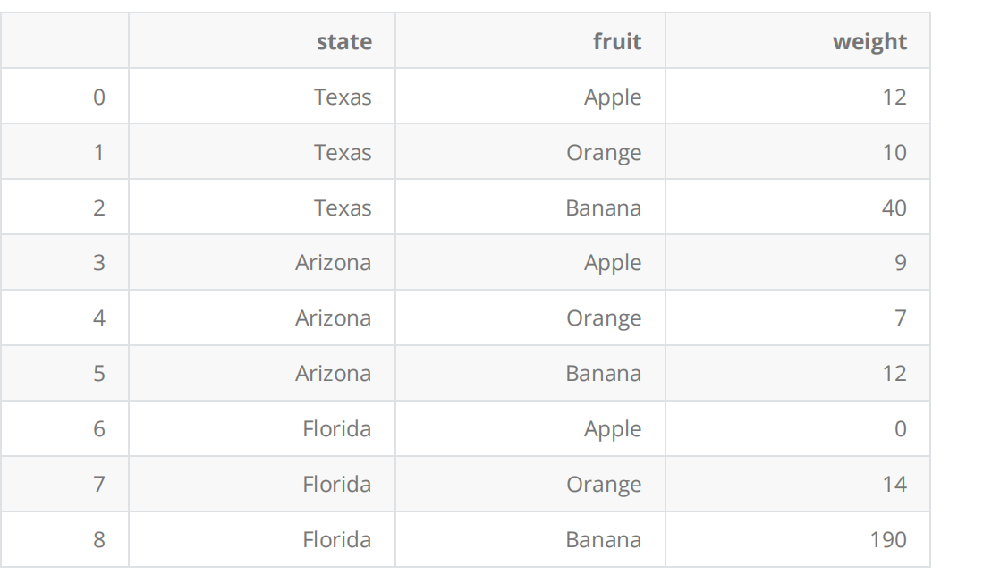 state fruit weight
0 Texas Apple 12
1 Texas Orange 10
2 Texas Banana 40
3 Arizona Apple 9
4 Arizona Orange 7
5 Arizona Banana 12
6 Florida Apple 0
7 Florida Orange 14
8 Florida Banana 190